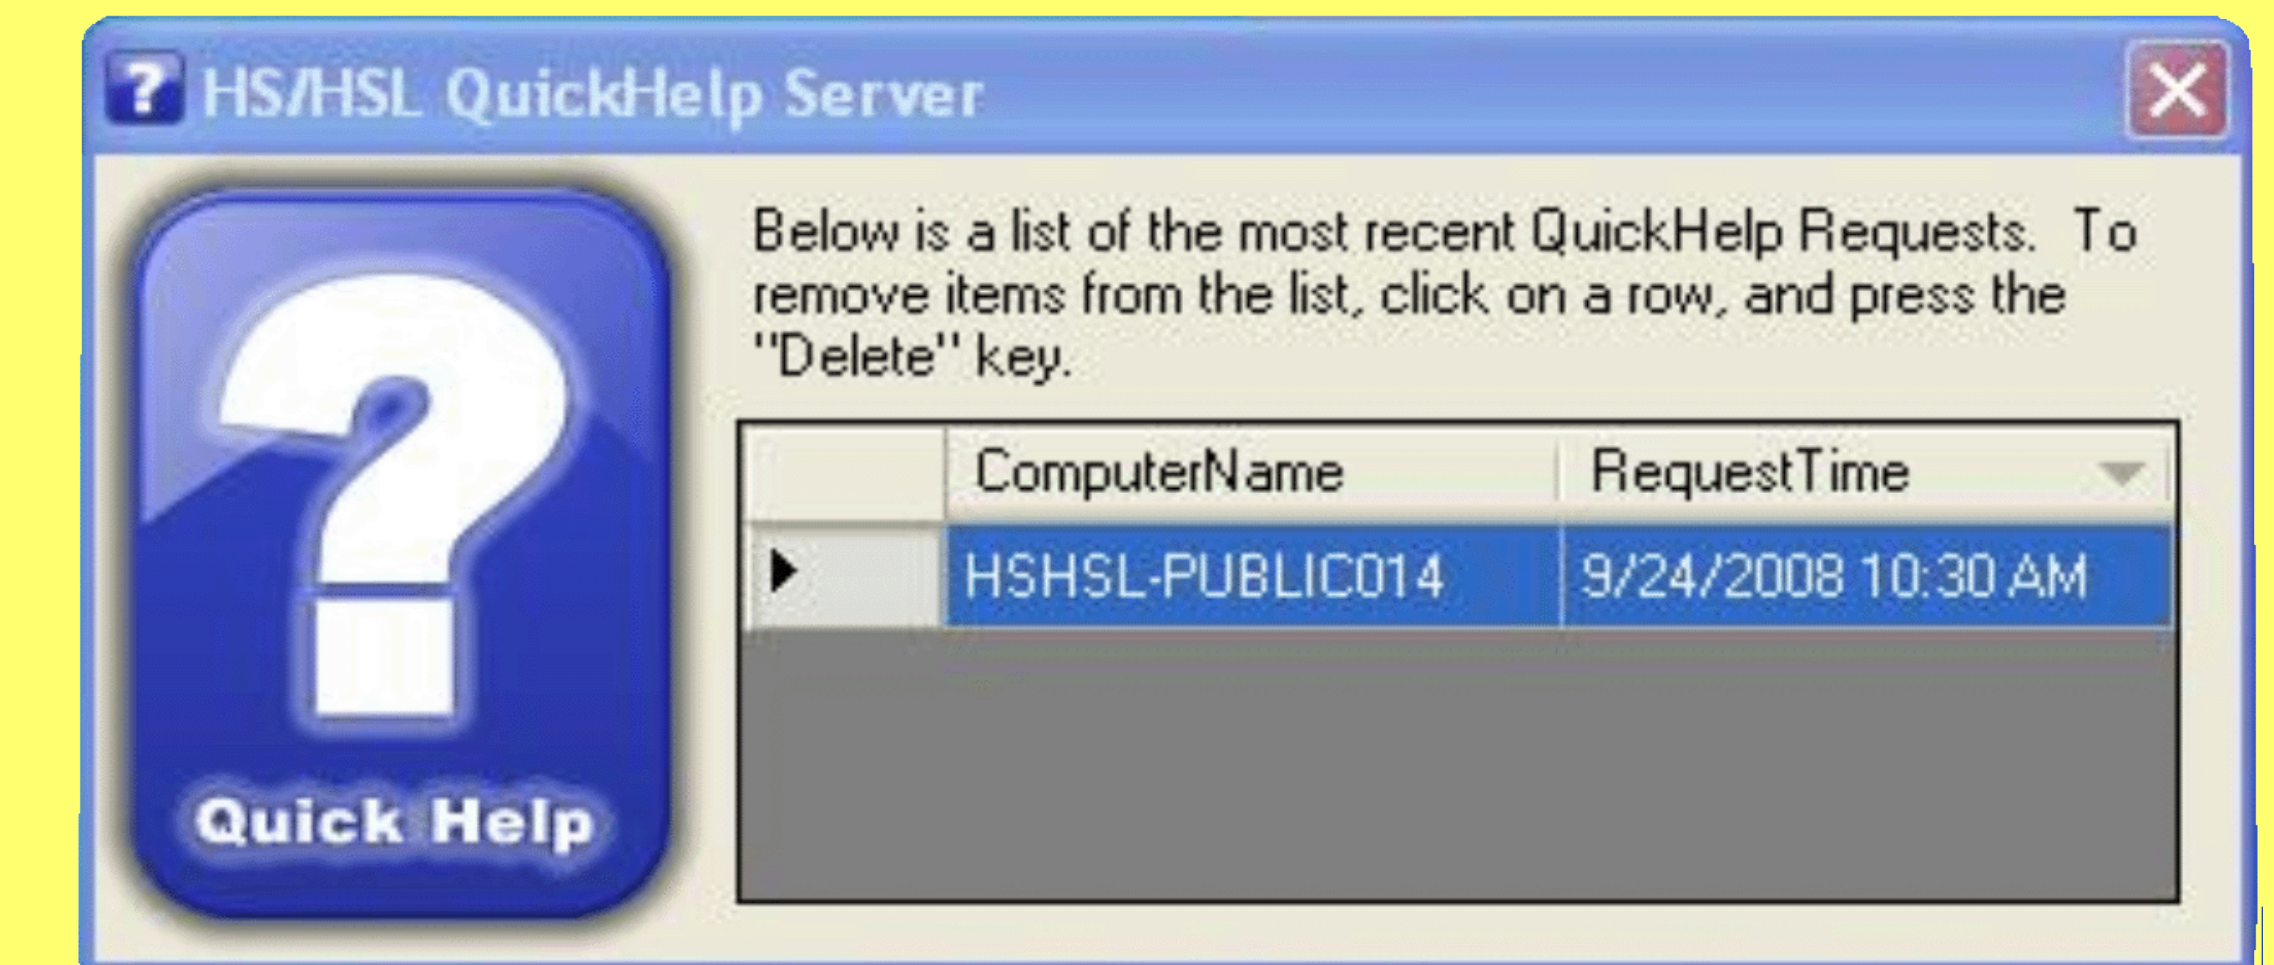 ? HS/HSL QuickHelp Server
Below is a list of the most recent QuickHelp Requests. To
remove items from the list, click on a row, and press the
"Delete" key.
ComputerName RequestTime
HSHSL-PUBLIC014 9/24/2008 10:30 AM
?
Quick Help